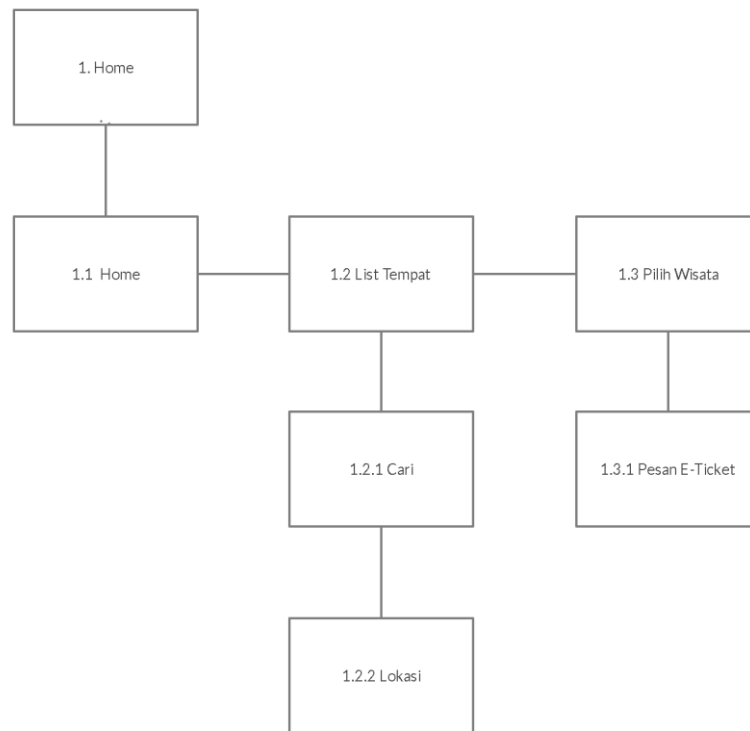 1. Home
1.1 Home
1.2 List Tempat
1.3 Pilih Wisata
1.2.1 Cari
1.3.1 Pesan E-Ticket
1.2.2 Lokasi